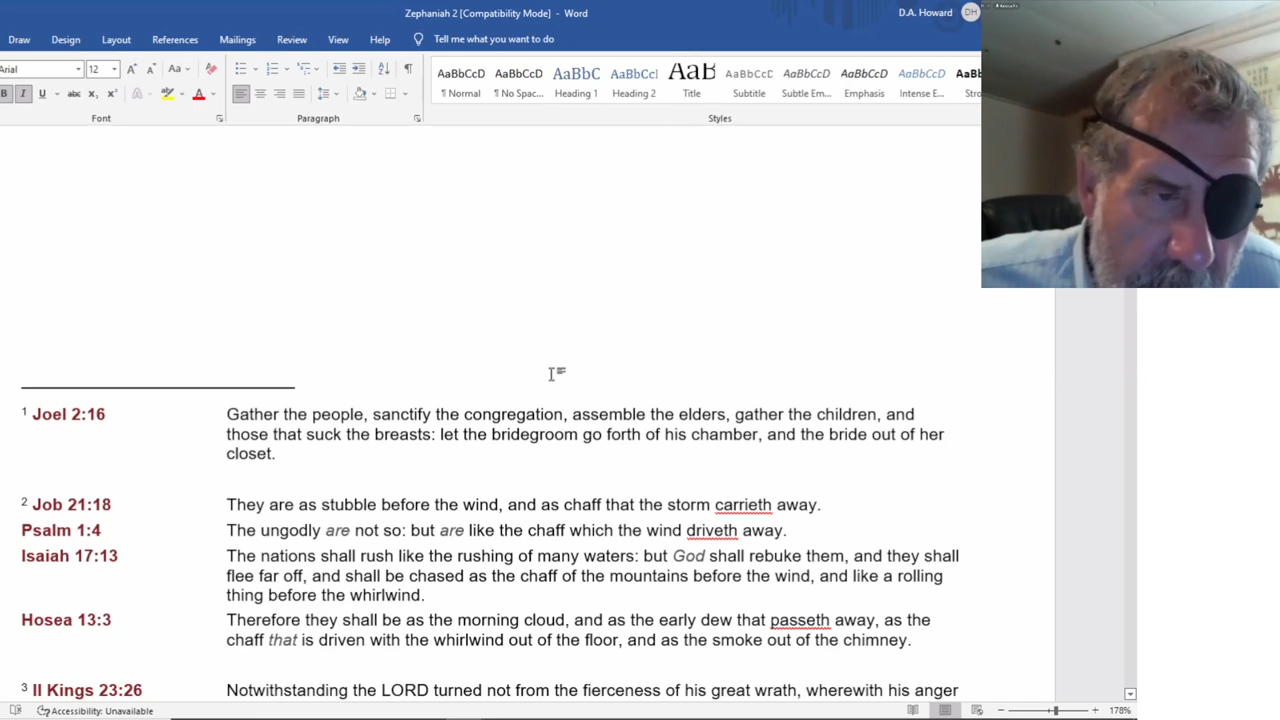 Zephaniah 2 [Compatibility Mode] - Word
D.A. Howard
DH
Draw Design Layout References Mailings Review View Help Tell me what you want to do
Arial 12 Aa
B I U abc x₂ x² A A
AaBbCcD AaBbCcD AaBbC AaBbCcI AaB AaBbCcD AaBbCcD AaBbCcD AaBbCcD AaBb
¶ Normal ¶ No Spac... Heading 1 Heading 2 Title Subtitle Subtle Em... Emphasis Intense E... Stro
Font Paragraph Styles
1 Joel 2:16 Gather the people, sanctify the congregation, assemble the elders, gather the children, and
those that suck the breasts: let the bridegroom go forth of his chamber, and the bride out of her
closet.
2 Job 21:18 They are as stubble before the wind, and as chaff that the storm carrieth away.
Psalm 1:4 The ungodly are not so: but are like the chaff which the wind driveth away.
Isaiah 17:13 The nations shall rush like the rushing of many waters: but God shall rebuke them, and they shall
flee far off, and shall be chased as the chaff of the mountains before the wind, and like a rolling
thing before the whirlwind.
Hosea 13:3 Therefore they shall be as the morning cloud, and as the early dew that passeth away, as the
chaff that is driven with the whirlwind out of the floor, and as the smoke out of the chimney.
3 II Kings 23:26 Notwithstanding the LORD turned not from the fierceness of his great wrath, wherewith his anger
Accessibility: Unavailable
178%